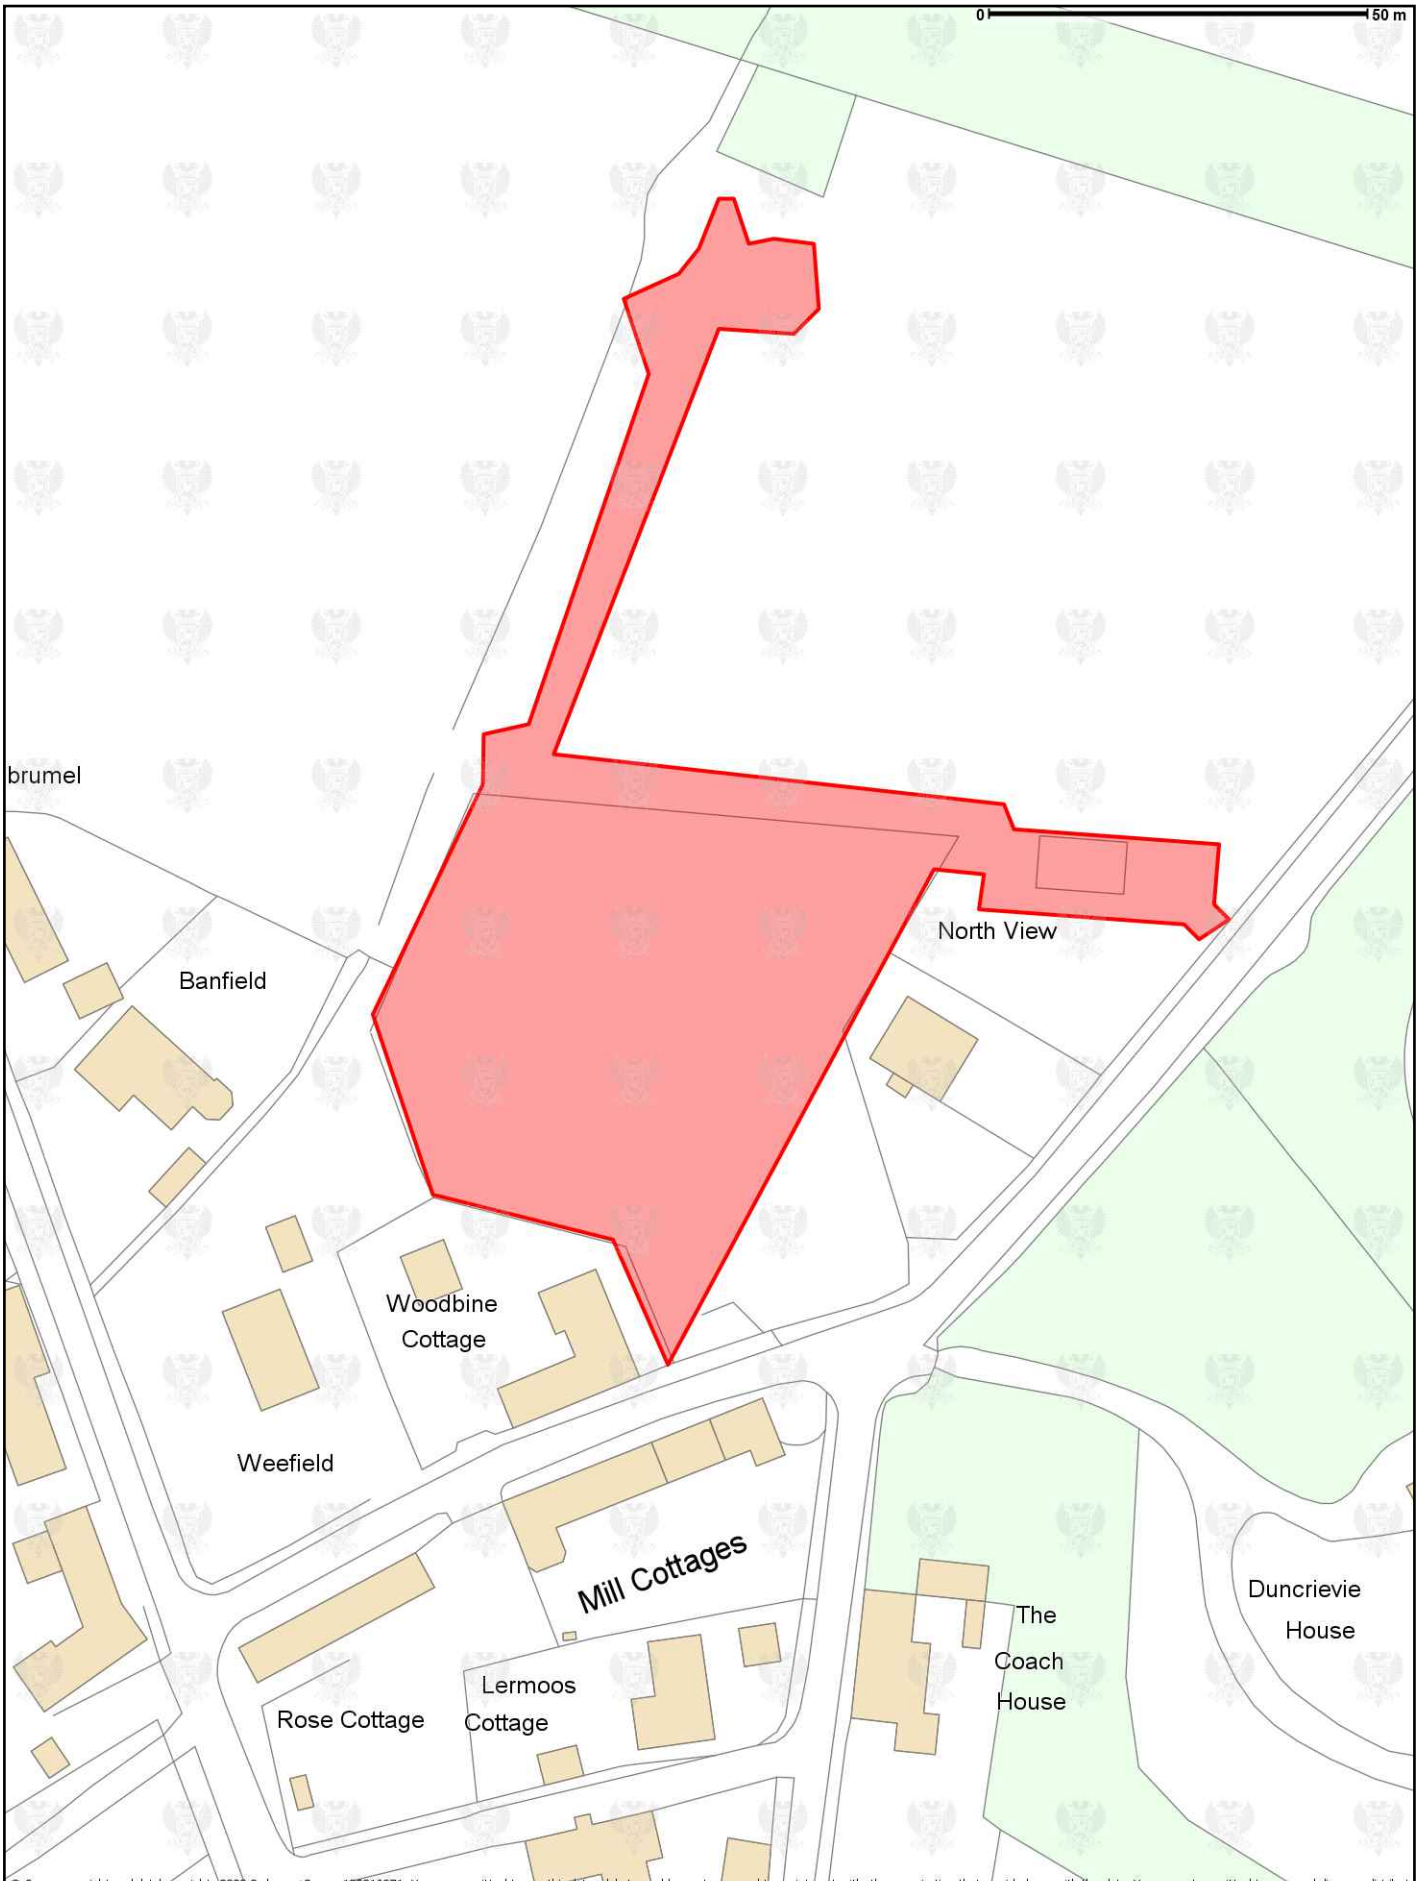 0 50 m
brumel
North View
Banfield
Woodbine
Cottage
Weefield
Mill Cottages
Duncrievie
House
The
Coach
House
Lermoos
Cottage
Rose Cottage